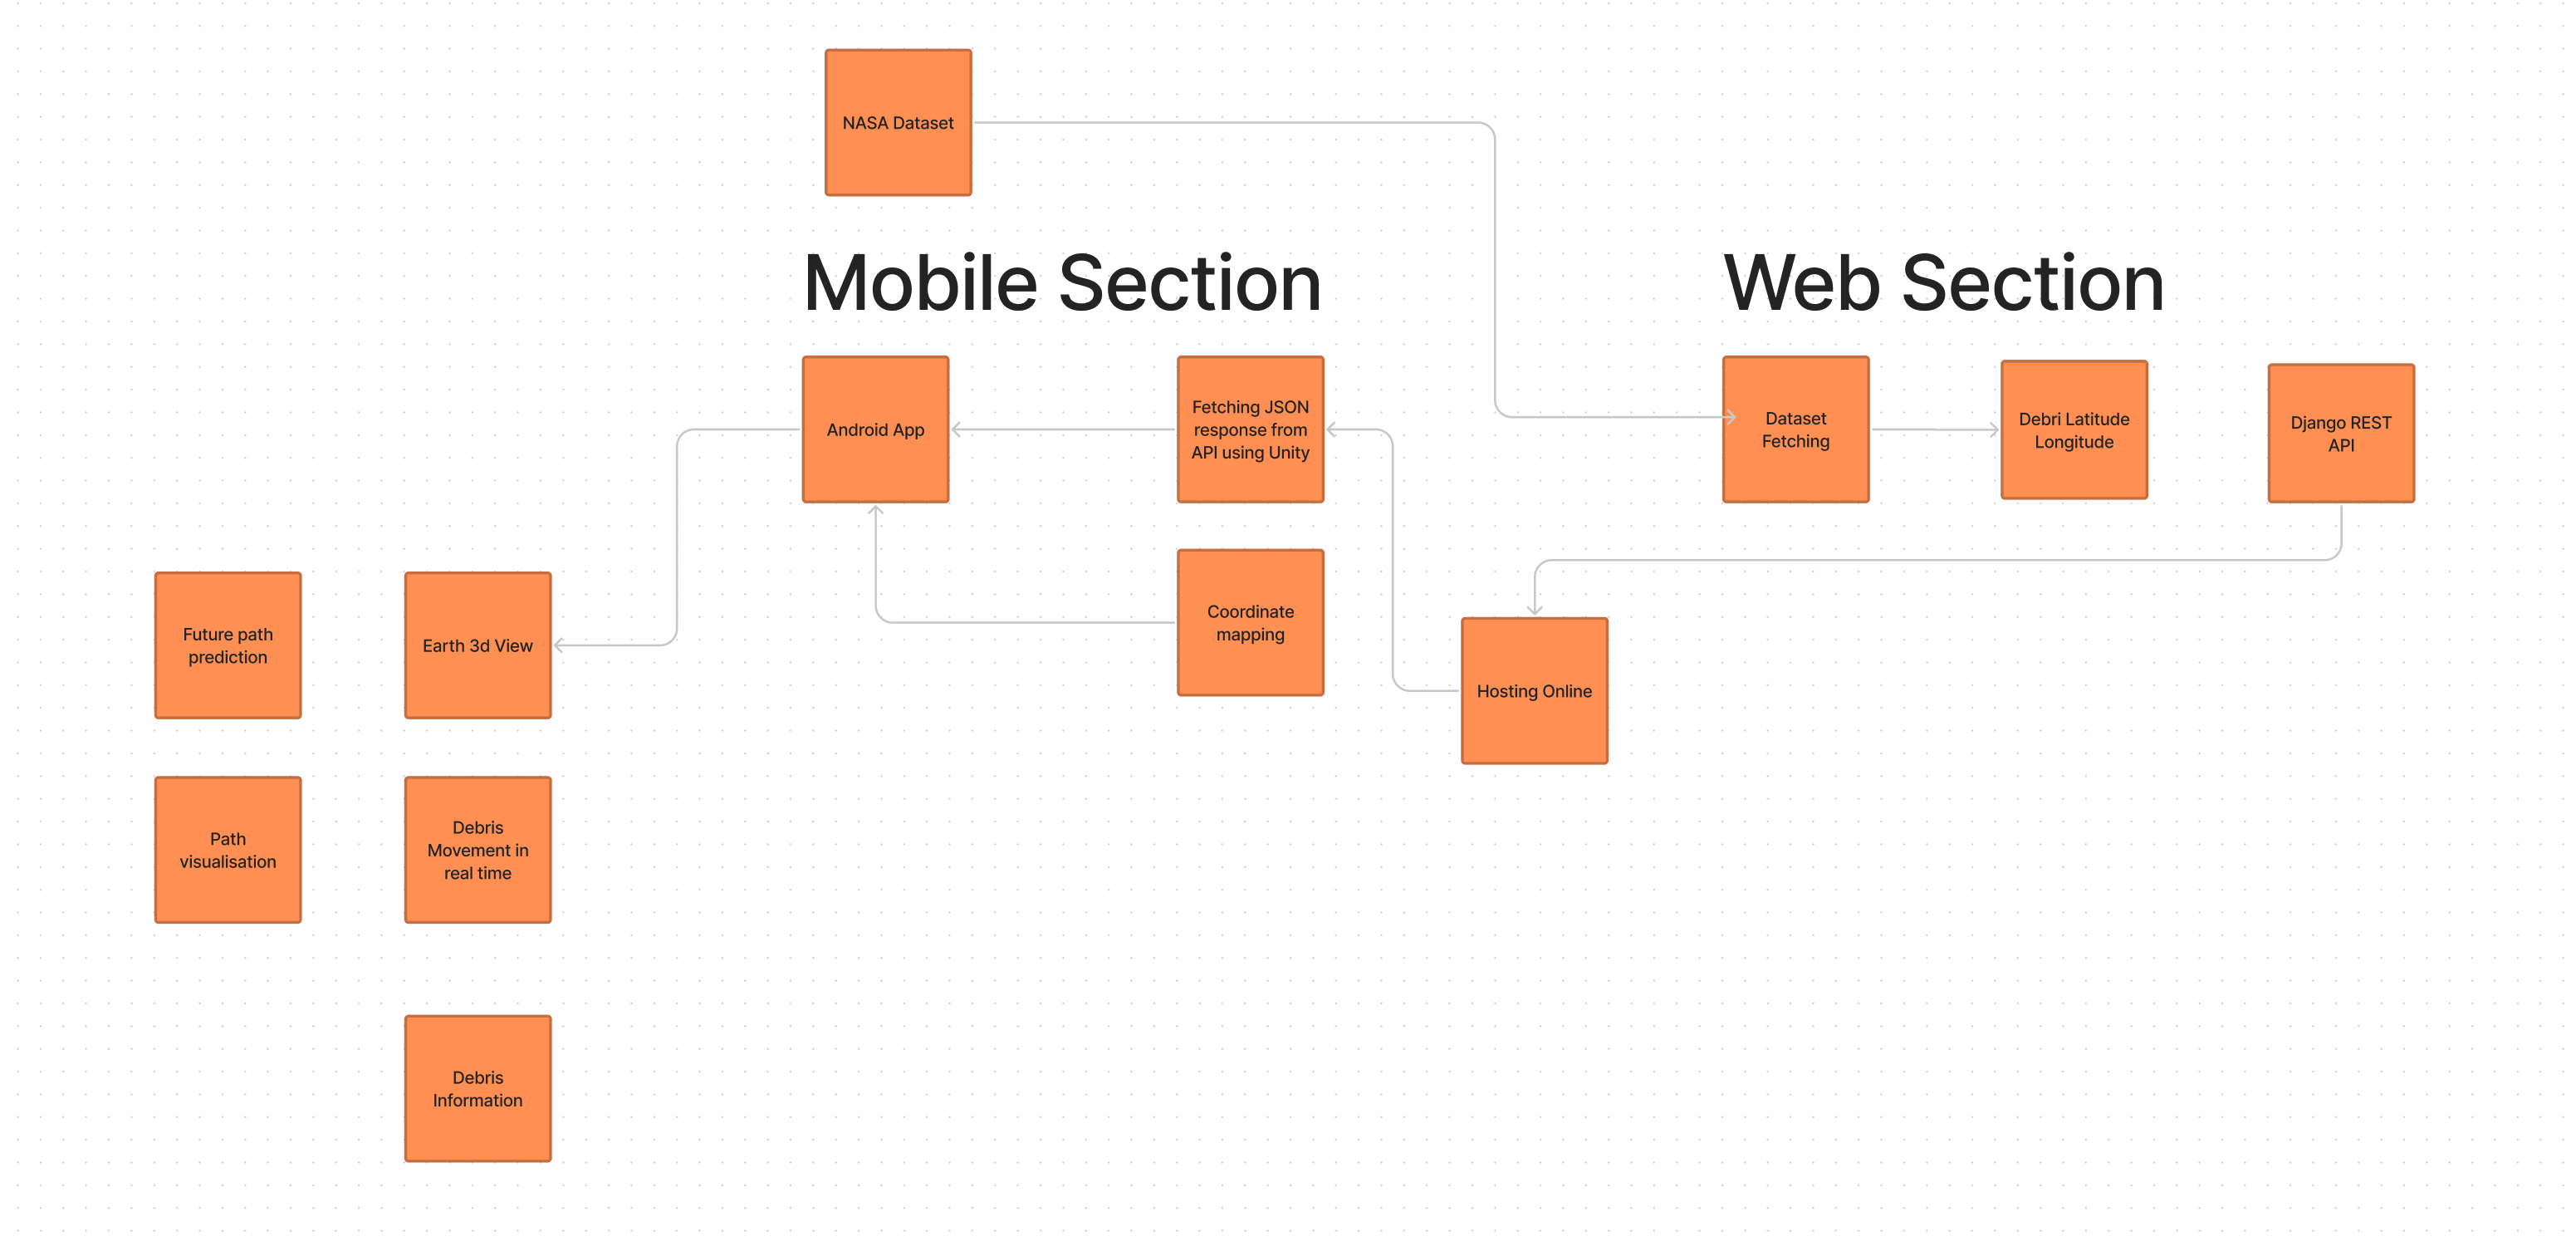 NASA Dataset
Mobile Section
Web Section
Android App
Fetching JSON
response from
API using Unity
Dataset
Fetching
Debri Latitude
Longitude
Django REST
API
Future path
prediction
Earth 3d View
Coordinate
mapping
Hosting Online
Path
visualisation
Debris
Movement in
real time
Debris
Information